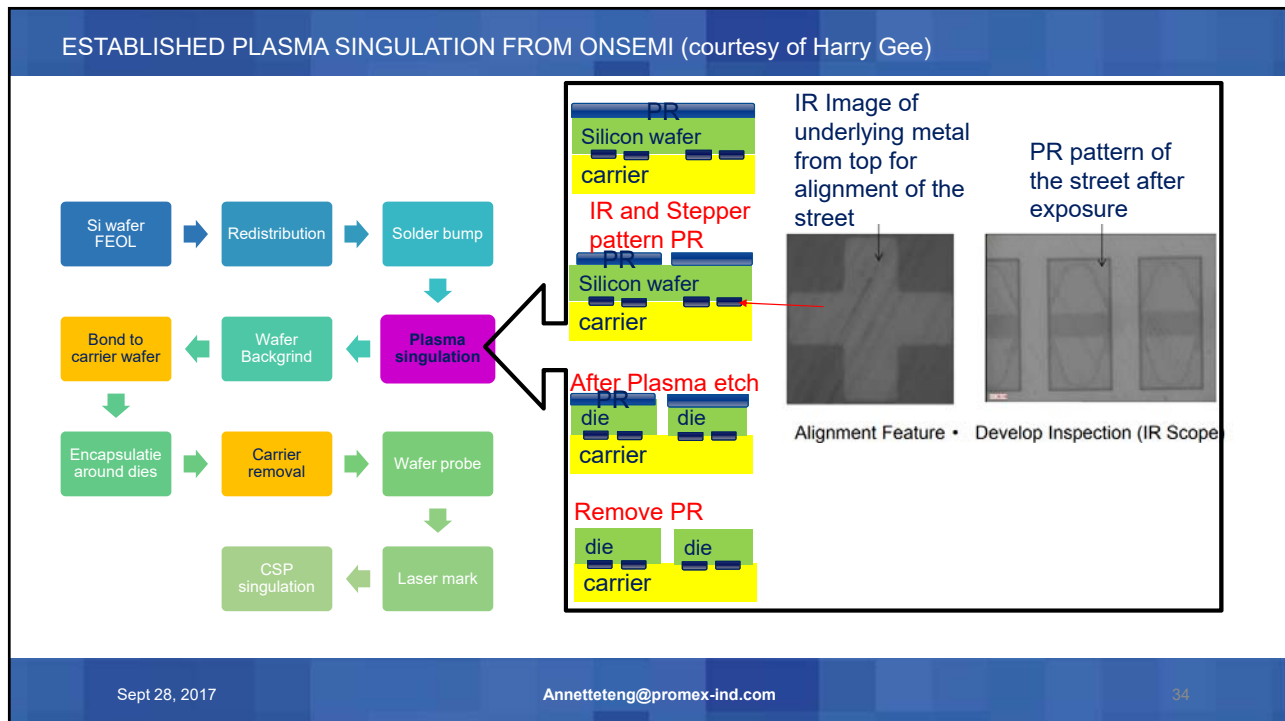 ESTABLISHED PLASMA SINGULATION FROM ONSEMI (courtesy of Harry Gee)
Si wafer
FEOL
Redistribution
Solder bump
Plasma
singulation
Wafer
Backgrind
Bond to
carrier wafer
Encapsulatie
around dies
Carrier
removal
Wafer probe
Laser mark
CSP
singulation
PR
Silicon wafer
carrier
IR and Stepper
pattern PR
PR
Silicon wafer
carrier
After Plasma etch
PR
die
die
carrier
Remove PR
die
die
carrier
IR Image of
underlying metal
from top for
alignment of the
street
PR pattern of
the street after
exposure
Alignment Feature •
Develop Inspection (IR Scope)
Sept 28, 2017
Annetteteng@promex-ind.com
34